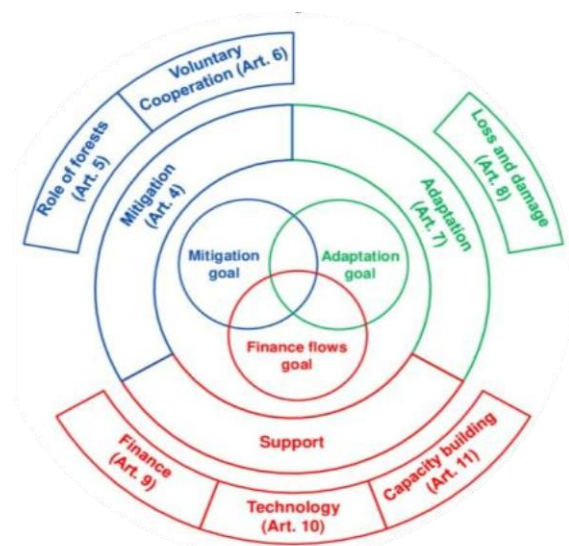 Voluntary
Cooperation (Art. 6)
Role of forests
(Art. 5)
Loss and damage
(Art. 8)
Mitigation
(Art. 4)
Adaptation
(Art. 7)
Mitigation
goal
Adaptation
goal
Finance flows
goal
Support
Finance
(Art. 9)
Technology
(Art. 10)
Capacity building
(Art. 11)